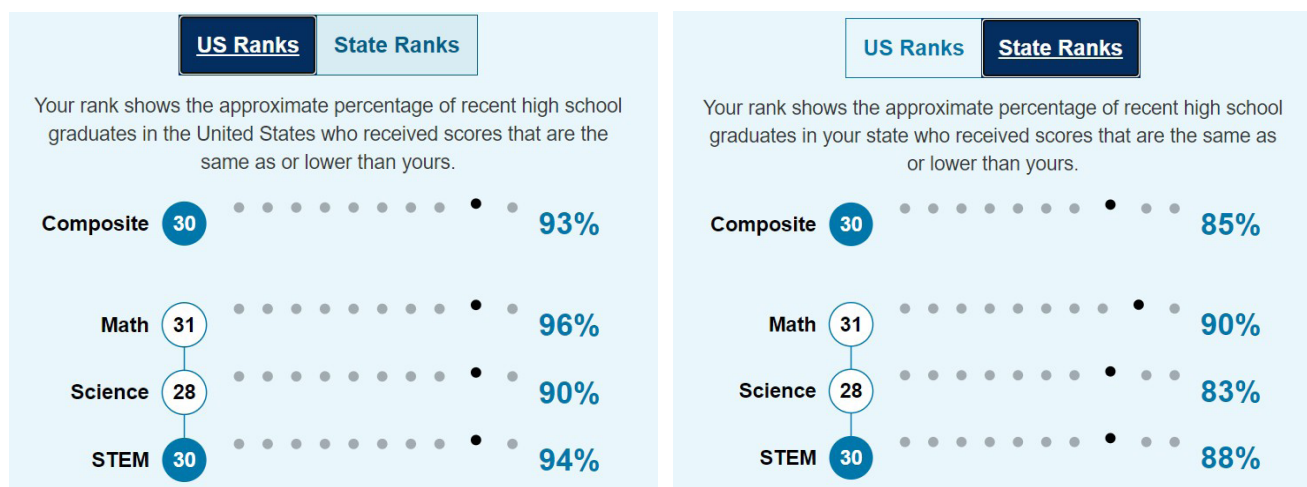 US Ranks State Ranks
Your rank shows the approximate percentage of recent high school
graduates in the United States who received scores that are the
same as or lower than yours.
Composite 30 93%
Math 31 96%
Science 28 90%
STEM 30 94%
US Ranks State Ranks
Your rank shows the approximate percentage of recent high school
graduates in your state who received scores that are the same as
or lower than yours.
Composite 30 85%
Math 31 90%
Science 28 83%
STEM 30 88%